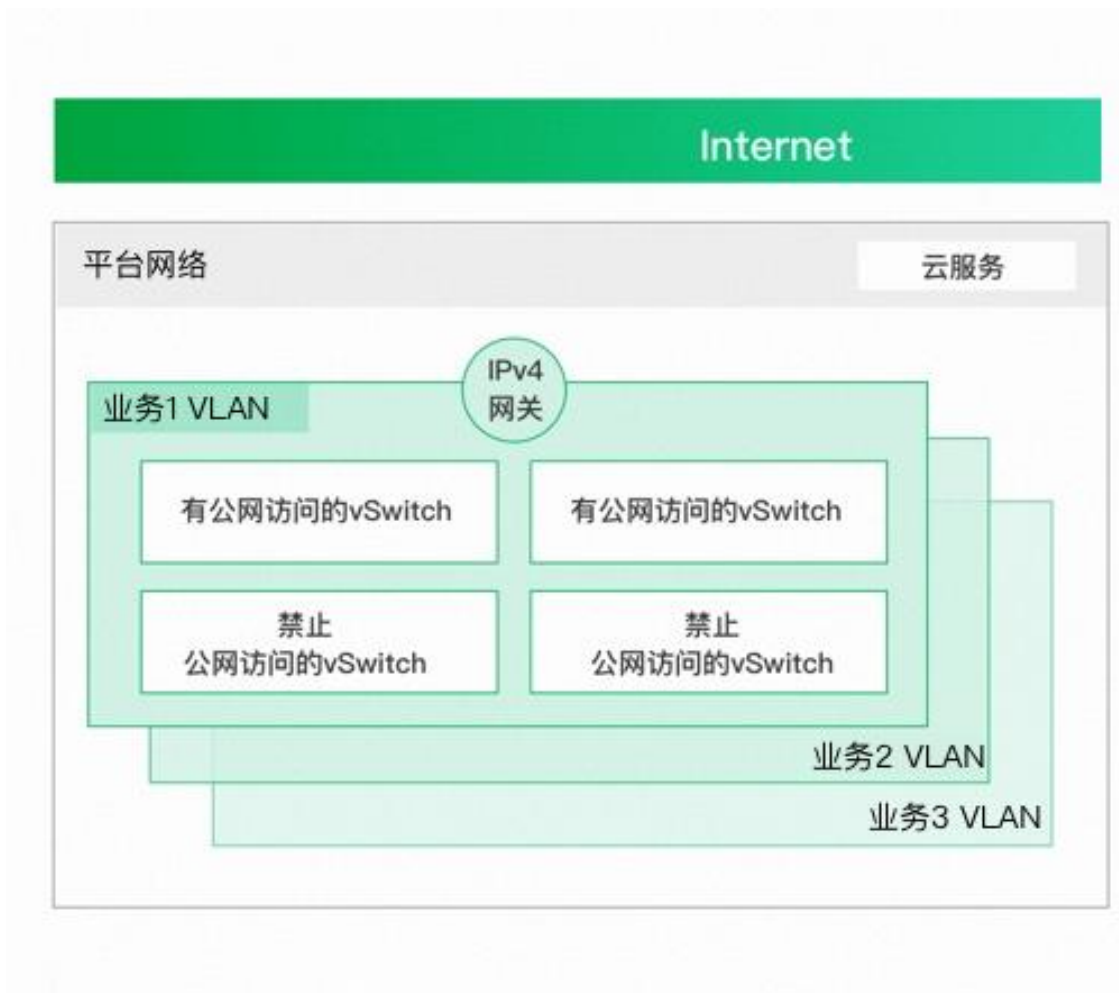 Internet
平台网络
云服务
IPv4
网关
业务1 VLAN
有公网访问的vSwitch
有公网访问的vSwitch
禁止
公网访问的vSwitch
禁止
公网访问的vSwitch
业务2 VLAN
业务3 VLAN